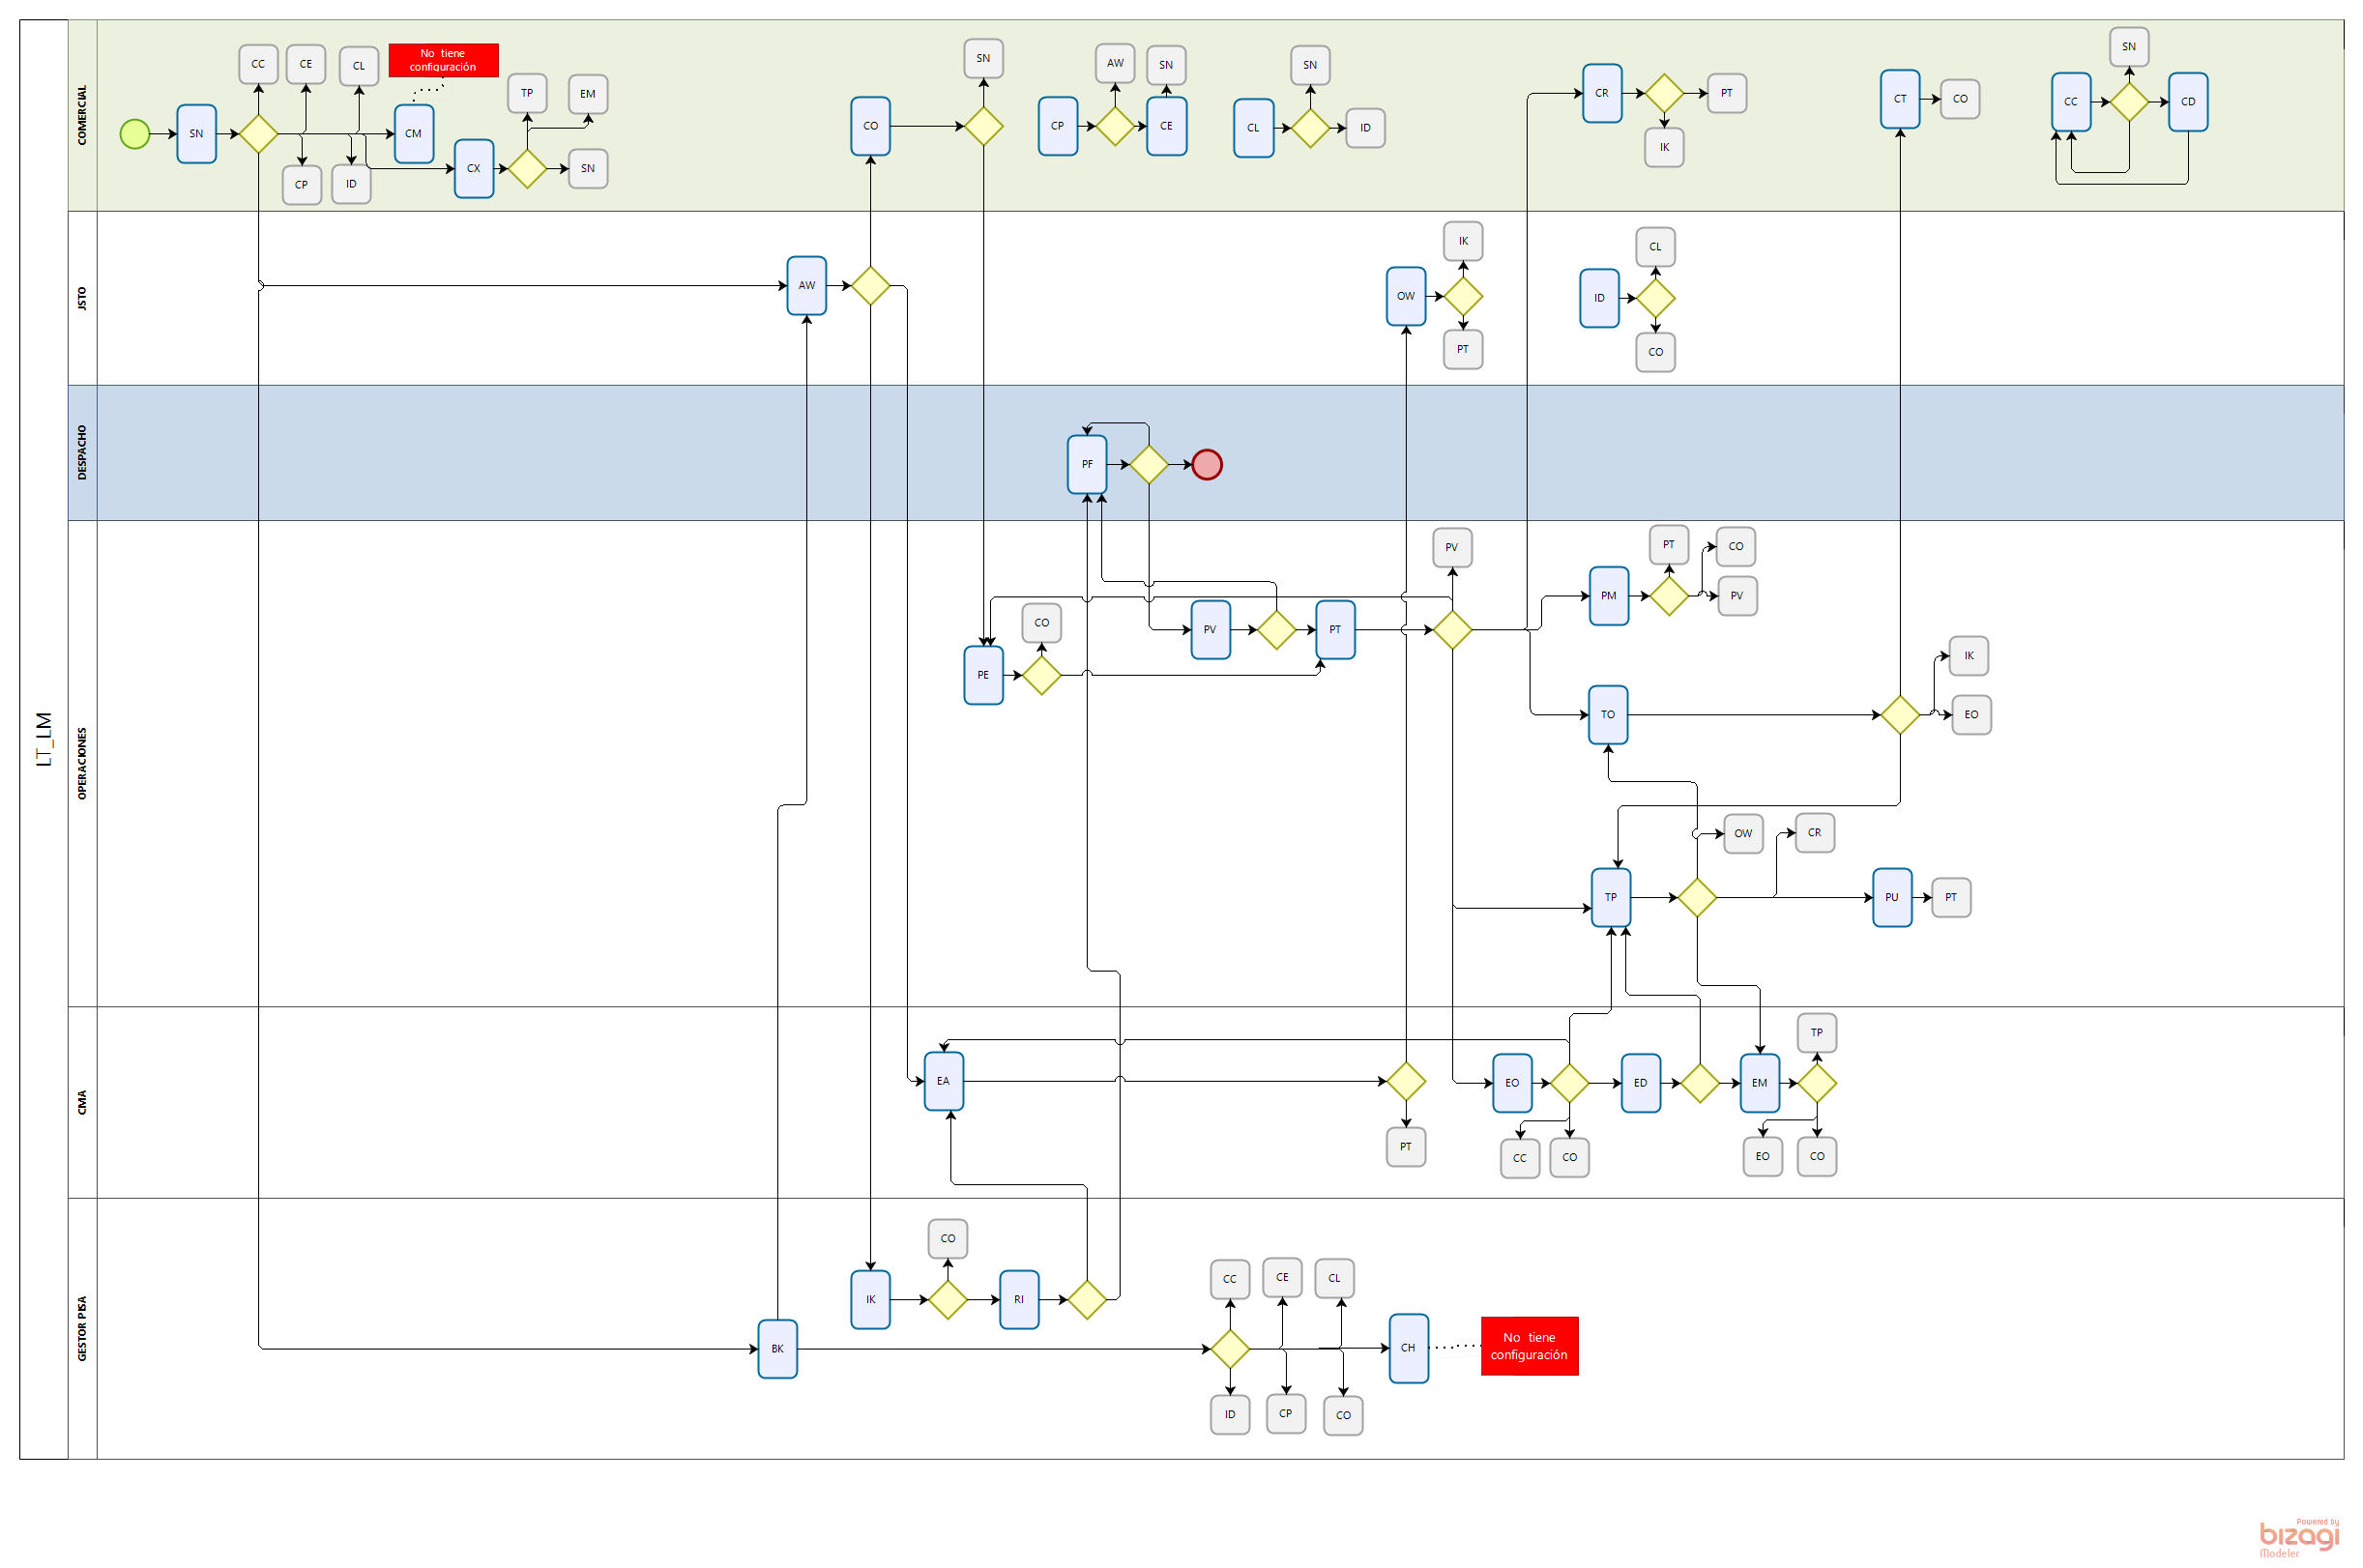 LT_LM
COMERCIAL
CC
CE
CL
No tiene
configuración
TP
EM
SN
CM
CX
SN
CP
ID
SN
CO
AW
SN
CP
CE
SN
CL
ID
CR
PT
IK
CT
CO
SN
CC
CD
JSTO
AW
IK
OW
PT
CL
ID
CO
DESPACHO
PF
OPERACIONES
PV
PT
CO
PM
PV
CO
PV
PT
PE
IK
TO
EO
OW
CR
TP
PU
PT
CMA
TP
EA
EO
ED
EM
PT
CC
CO
EO
CO
GESTOR PISA
CO
IK
RI
CC
CE
CL
BK
CH
No tiene
configuración
ID
CP
CO
Powered by
bizagi
Modeler